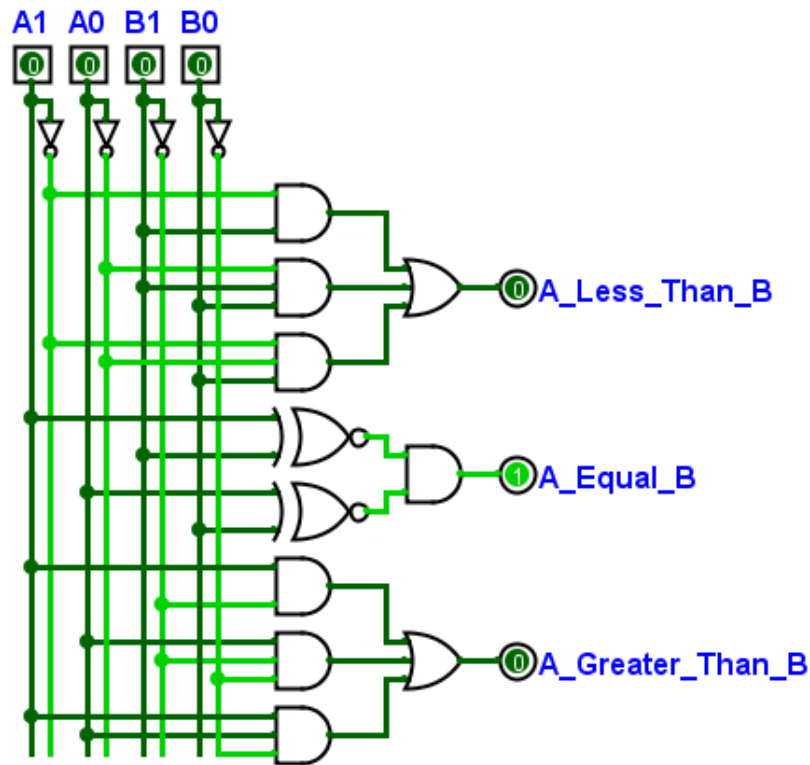 A1 A0 B1 B0
0 0 0 0
0 A_Less_Than_B
1 A_Equal_B
0 A_Greater_Than_B